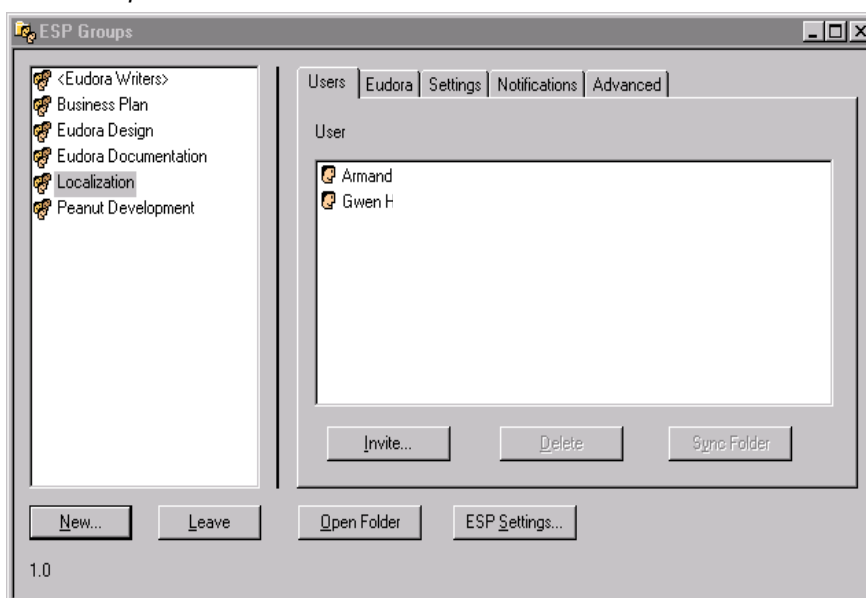 ESP Groups
<Eudora Writers>
Business Plan
Eudora Design
Eudora Documentation
Localization
Peanut Development
Users Eudora Settings Notifications Advanced
User
Armand
Gwen H
Invite... Delete Sync Folder
New... Leave Open Folder ESP Settings...
1.0